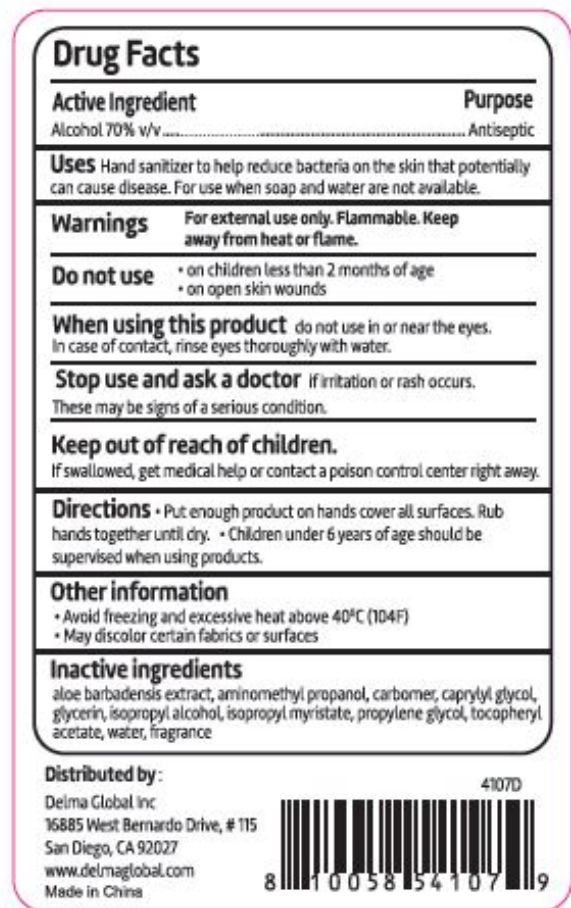 Drug Facts
Active Ingredient Purpose
Alcohol 70% v/v.......................................................... Antiseptic
Uses Hand sanitizer to help reduce bacteria on the skin that potentially
can cause disease. For use when soap and water are not available.
Warnings For external use only. Flammable. Keep
away from heat or flame.
Do not use • on children less than 2 months of age
• on open skin wounds
When using this product do not use in or near the eyes.
In case of contact, rinse eyes thoroughly with water.
Stop use and ask a doctor if irritation or rash occurs.
These may be signs of a serious condition.
Keep out of reach of children.
If swallowed, get medical help or contact a poison control center right away.
Directions • Put enough product on hands cover all surfaces. Rub
hands together until dry. • Children under 6 years of age should be
supervised when using products.
Other information
• Avoid freezing and excessive heat above 40⁰C (104F)
• May discolor certain fabrics or surfaces
Inactive ingredients
aloe barbadensis extract, aminomethyl propanol, carbomer, caprylyl glycol,
glycerin, isopropyl alcohol, isopropyl myristate, propylene glycol, tocopheryl
acetate, water, fragrance
Distributed by:
Delma Global Inc
16885 West Bernardo Drive, # 115
San Diego, CA 92027
www.delmaglobal.com
Made in China
4107D
8 10058 54107 9